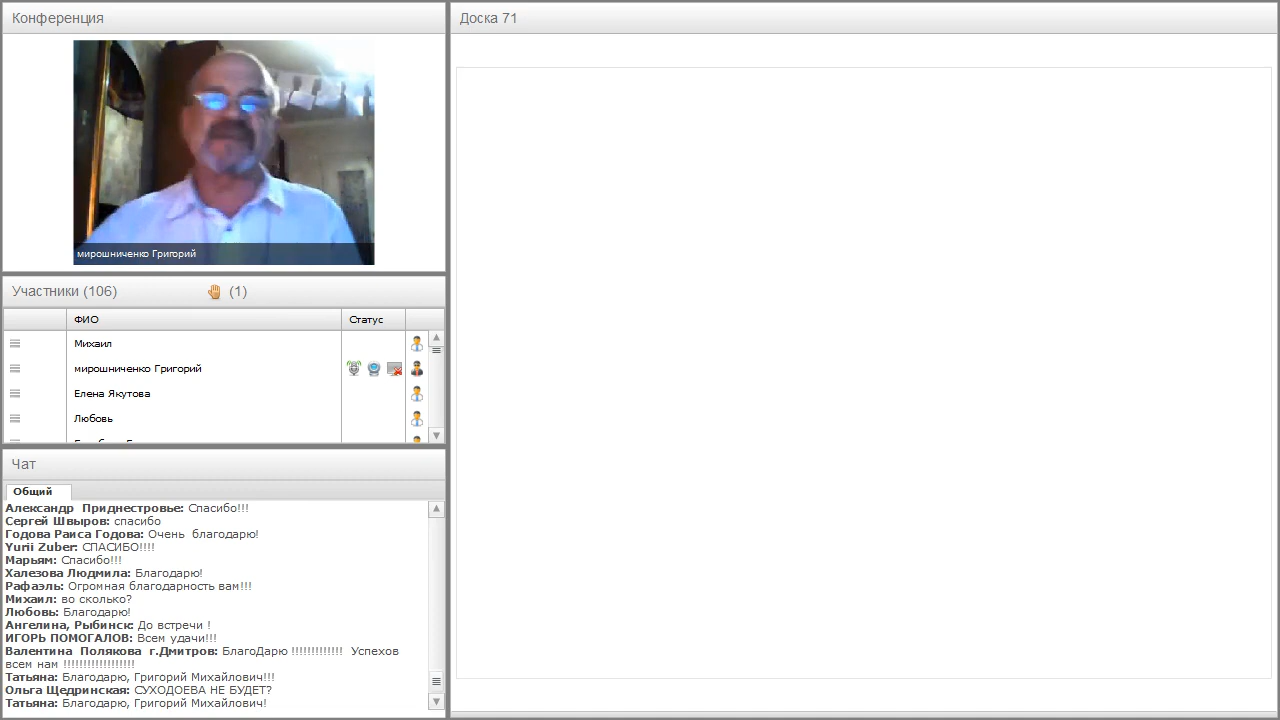 Конференция
мирошниченко Григорий
Участники (106) (1)
ФИО Статус
Михаил
мирошниченко Григорий
Елена Якутова
Любовь
Чат
Общий
Александр Приднестровье: Спасибо!!!
Сергей Швыров: спасибо
Годова Раиса Годова: Очень благодарю!
Yurii Zuber: СПАСИБО!!!!
Марьям: Спасибо!!!
Халезова Людмила: Благодарю!
Рафаэль: Огромная благодарность вам!!!
Михаил: во сколько?
Любовь: Благодарю!
Ангелина, Рыбинск: До встречи !
ИГОРЬ ПОМОГАЛОВ: Всем удачи!!!
Валентина Полякова г.Дмитров: БлагоДарю !!!!!!!!!!!!! Успехов
всем нам !!!!!!!!!!!!!!!!!!
Татьяна: Благодарю, Григорий Михайлович!!!
Ольга Щедринская: СУХОДОЕВА НЕ БУДЕТ?
Татьяна: Благодарю, Григорий Михайлович!
Доска 71